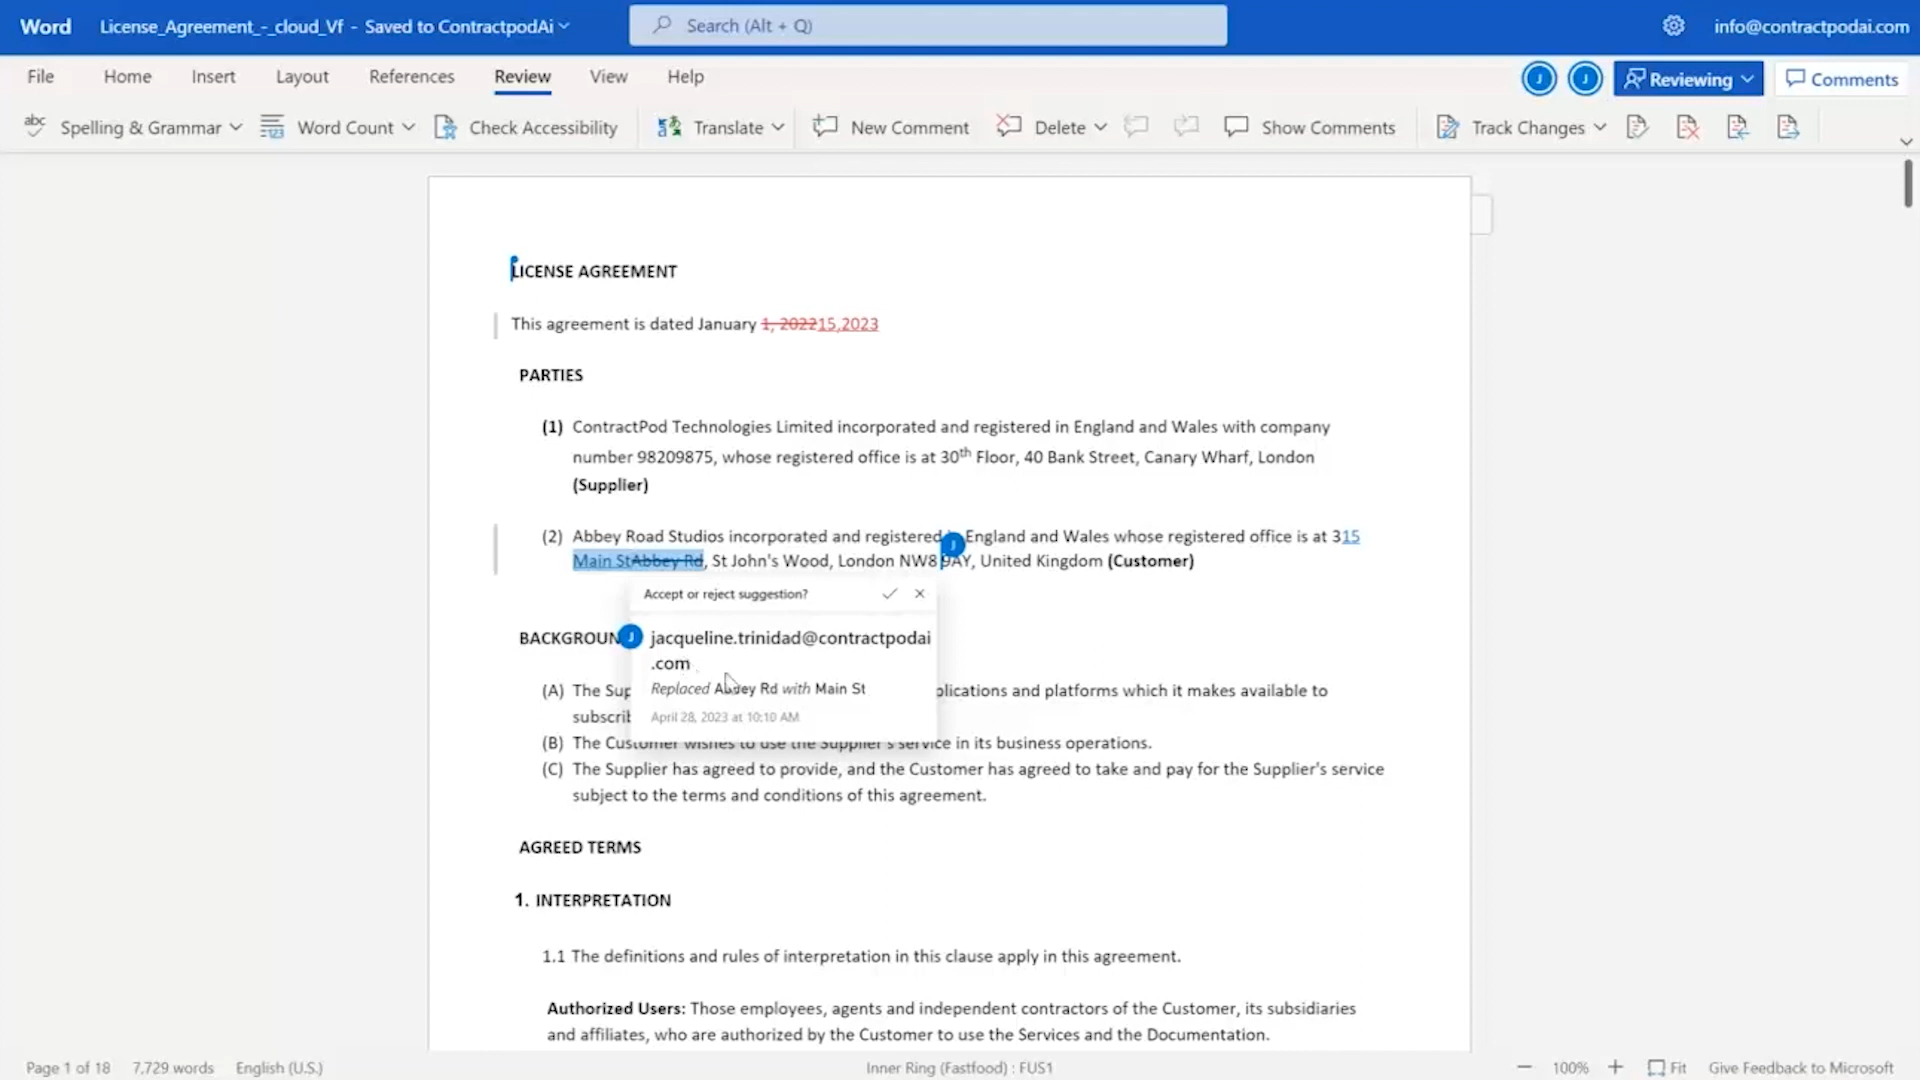 Word
License_Agreement_-_cloud_Vf - Saved to ContractpodAi
Search (Alt + Q)
info@contractpodai.com
File Home Insert Layout References Review View Help
J J Reviewing Comments
abc Spelling & Grammar 123 Word Count Check Accessibility Translate New Comment Delete Show Comments Track Changes
LICENSE AGREEMENT
This agreement is dated January 1, 202215,2023
PARTIES
(1) ContractPod Technologies Limited incorporated and registered in England and Wales with company
number 98209875, whose registered office is at 30th Floor, 40 Bank Street, Canary Wharf, London
(Supplier)
(2) Abbey Road Studios incorporated and registered England and Wales whose registered office is at 315
J
Main StAbbey Rd, St John's Wood, London NW8 9AY, United Kingdom (Customer)
Accept or reject suggestion?
J jacqueline.trinidad@contractpodai
.com
Replaced Abbey Rd with Main St
April 28, 2023 at 10:10 AM
BACKGROUN
(A) The Sup plications and platforms which it makes available to
subscrib
(B) The Customer wishes to use the Supplier's service in its business operations.
(C) The Supplier has agreed to provide, and the Customer has agreed to take and pay for the Supplier's service
subject to the terms and conditions of this agreement.
AGREED TERMS
1. INTERPRETATION
1.1 The definitions and rules of interpretation in this clause apply in this agreement.
Authorized Users: Those employees, agents and independent contractors of the Customer, its subsidiaries
and affiliates, who are authorized by the Customer to use the Services and the Documentation.
Page 1 of 18 7,729 words English (U.S.) Inner Ring (Fastfood) : FUS1 100% Fit Give Feedback to Microsoft